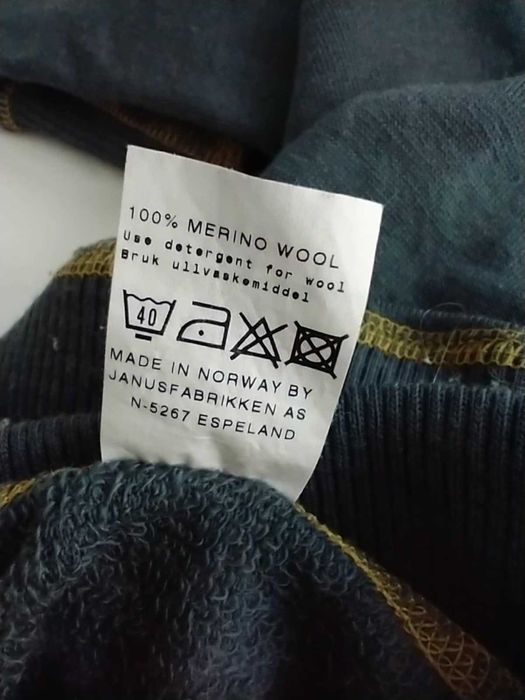 100% MERINO WOOL
Use detergent for wool
Bruk ullvaskemiddel
40
MADE IN NORWAY BY
JANUSFABRIKKEN AS
N-5267 ESPELAND